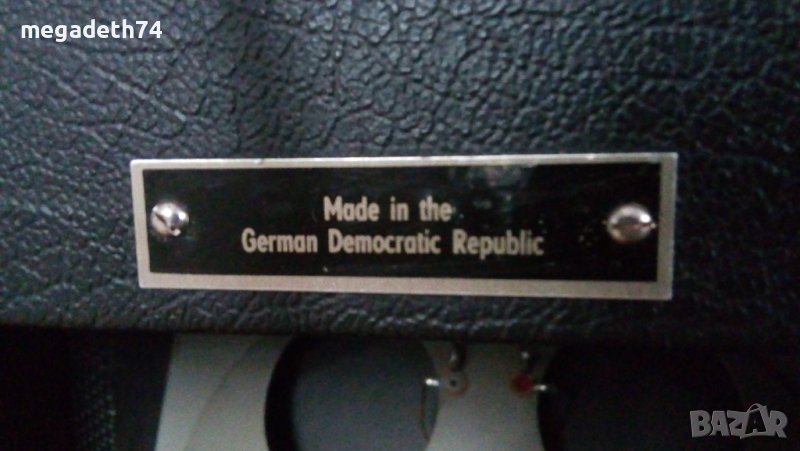 megadeth74
Made in the
German Democratic Republic
BAZAR